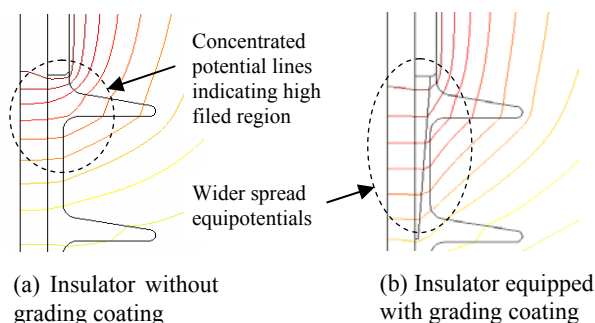 Concentrated
potential lines
indicating high
filed region
Wider spread
equipotentials
(a) Insulator without
grading coating
(b) Insulator equipped
with grading coating